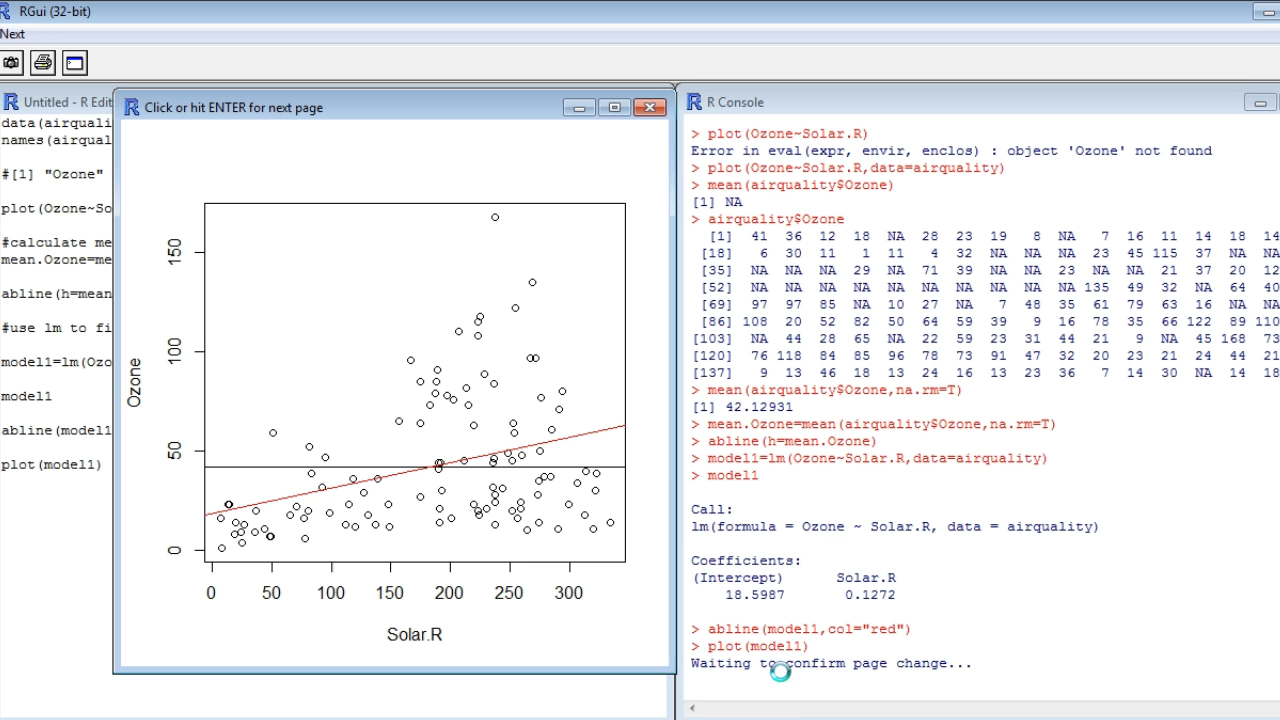 RGui (32-bit)
Next
Untitled - R Edit
data(airquali
names(airqual
#[1] "Ozone"
plot(Ozone~So
#calculate me
mean.Ozone=me
abline(h=mean
#use lm to fi
model1=lm(Ozo
model1
abline(model1
plot(model1)
Click or hit ENTER for next page
Ozone
150
100
50
0
0 50 100 150 200 250 300
Solar.R
R Console
> plot(Ozone~Solar.R)
Error in eval(expr, envir, enclos) : object 'Ozone' not found
> plot(Ozone~Solar.R,data=airquality)
> mean(airquality$Ozone)
[1] NA
> airquality$Ozone
[1] 41 36 12 18 NA 28 23 19 8 NA 7 16 11 14 18 14
[18] 6 30 11 1 11 4 32 NA NA NA 23 45 115 37 NA NA
[35] NA NA NA 29 NA 71 39 NA NA 23 NA NA 21 37 20 12
[52] NA NA NA NA NA NA NA NA NA NA 135 49 32 NA 64 40
[69] 97 97 85 NA 10 27 NA 7 48 35 61 79 63 16 NA NA
[86] 108 20 52 82 50 64 59 39 9 16 78 35 66 122 89 110
[103] NA 44 28 65 NA 22 59 23 31 44 21 9 NA 45 168 73
[120] 76 118 84 85 96 78 73 91 47 32 20 23 21 24 44 21
[137] 9 13 46 18 13 24 16 13 23 36 7 14 30 NA 14 18
> mean(airquality$Ozone,na.rm=T)
[1] 42.12931
> mean.Ozone=mean(airquality$Ozone,na.rm=T)
> abline(h=mean.Ozone)
> model1=lm(Ozone~Solar.R,data=airquality)
> model1
Call:
lm(formula = Ozone ~ Solar.R, data = airquality)
Coefficients:
(Intercept) Solar.R
18.5987 0.1272
> abline(model1,col="red")
> plot(model1)
Waiting to confirm page change...